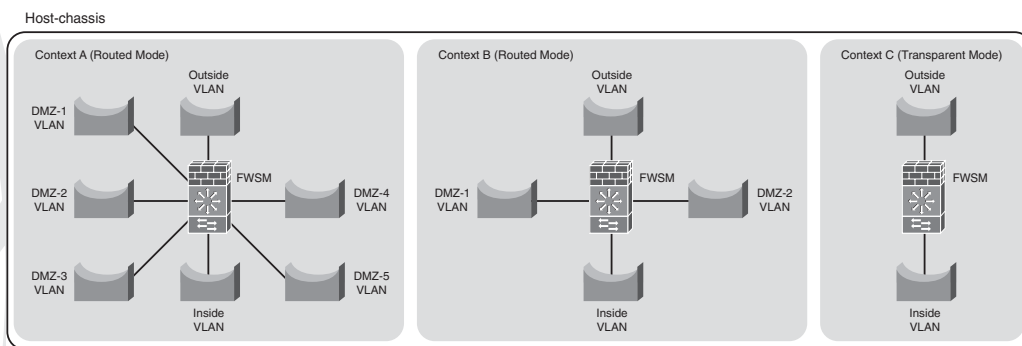 Host-chassis
Context A (Routed Mode)
Outside
VLAN
DMZ-1
VLAN
FWSM
DMZ-2
VLAN
DMZ-4
VLAN
DMZ-3
VLAN
DMZ-5
VLAN
Inside
VLAN
Context B (Routed Mode)
Outside
VLAN
FWSM
DMZ-1
VLAN
DMZ-2
VLAN
Inside
VLAN
Context C (Transparent Mode)
Outside
VLAN
FWSM
Inside
VLAN